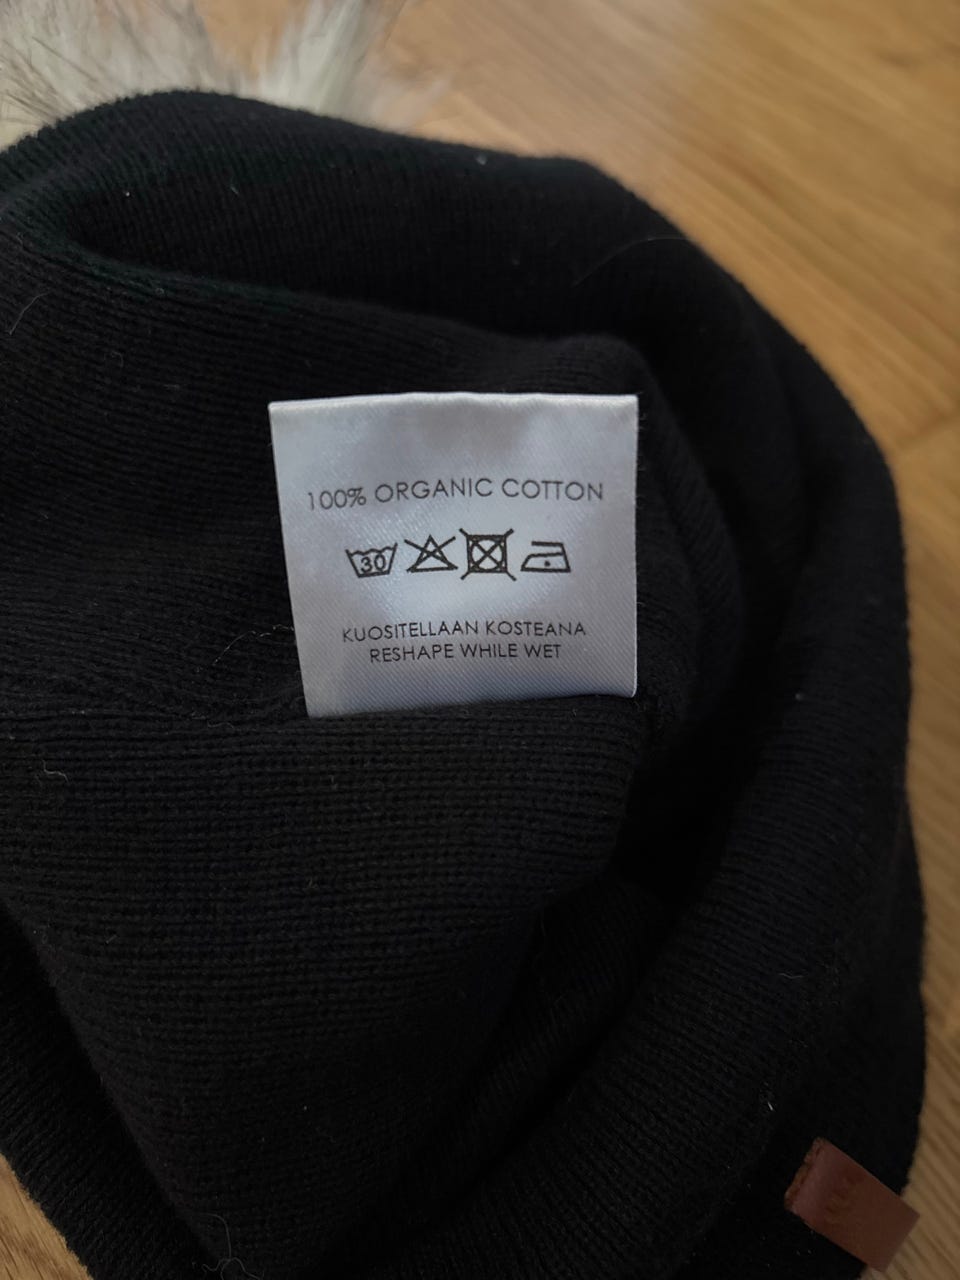 100% ORGANIC COTTON
30
KUOSITELLAAN KOSTEANA
RESHAPE WHILE WET